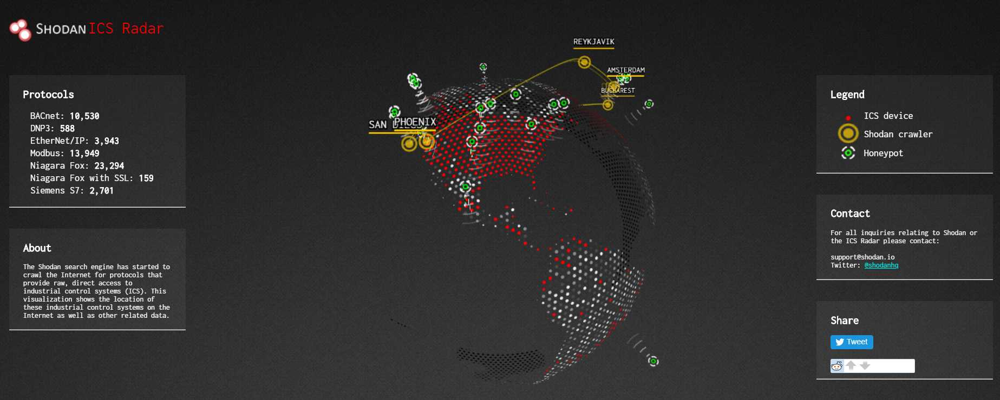 SHODAN ICS Radar
Protocols
BACnet: 10,530
DNP3: 588
EtherNet/IP: 3,943
Modbus: 13,949
Niagara Fox: 23,294
Niagara Fox with SSL: 159
Siemens S7: 2,701
About
The Shodan search engine has started to
crawl the Internet for protocols that
provide raw, direct access to
industrial control systems (ICS). This
visualization shows the location of
these industrial control systems on the
Internet as well as other related data.
REYKJAVIK
AMSTERDAM
BUCHAREST
SAN DIEGO
PHOENIX
Legend
ICS device
Shodan crawler
Honeypot
Contact
For all inquiries relating to Shodan or
the ICS Radar please contact:
support@shodan.io
Twitter: @shodanhq
Share
Tweet